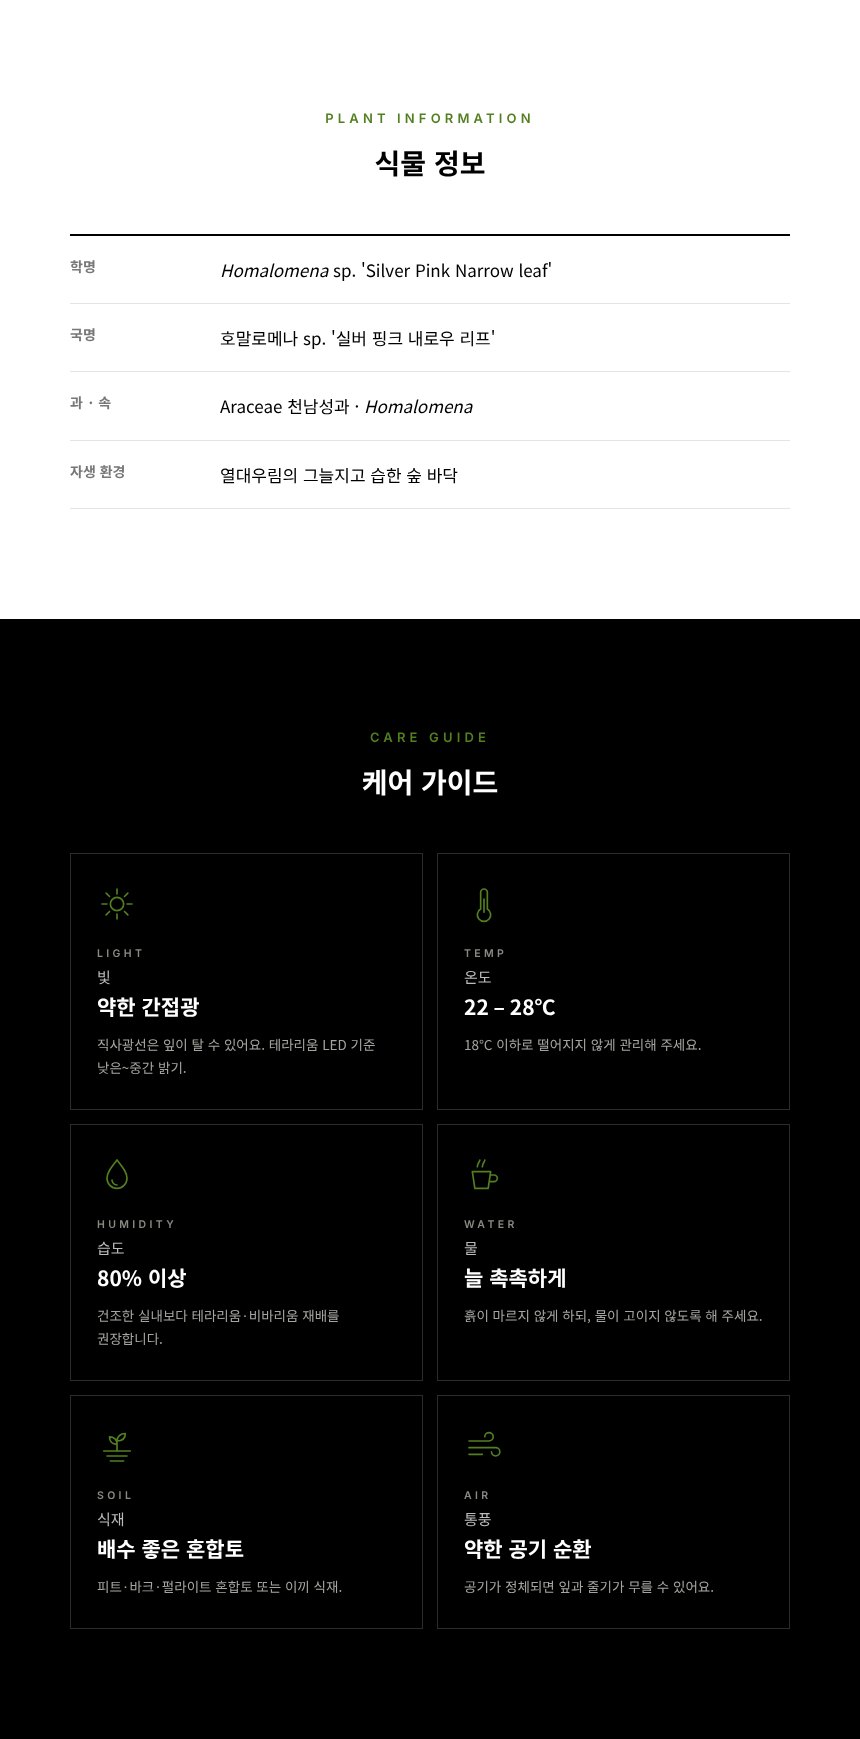 PLANT INFORMATION
식물 정보
학명
Homalomena sp. 'Silver Pink Narrow leaf'
국명
호말로메나 sp. '실버 핑크 내로우 리프'
과 · 속
Araceae 천남성과 · Homalomena
자생 환경
열대우림의 그늘지고 습한 숲 바닥
CARE GUIDE
케어 가이드
LIGHT
빛
약한 간접광
직사광선은 잎이 탈 수 있어요. 테라리움 LED 기준
낮은~중간 밝기.
TEMP
온도
22 – 28℃
18℃ 이하로 떨어지지 않게 관리해 주세요.
HUMIDITY
습도
80% 이상
건조한 실내보다 테라리움·비바리움 재배를
권장합니다.
WATER
물
늘 촉촉하게
흙이 마르지 않게 하되, 물이 고이지 않도록 해 주세요.
SOIL
식재
배수 좋은 혼합토
피트·바크·펄라이트 혼합토 또는 이끼 식재.
AIR
통풍
약한 공기 순환
공기가 정체되면 잎과 줄기가 무를 수 있어요.